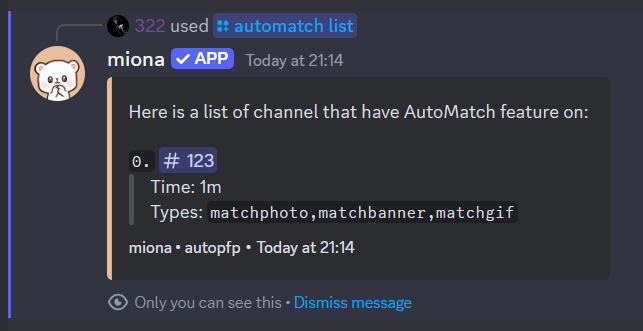 322 used automatch list
miona ✓ APP Today at 21:14
Here is a list of channel that have AutoMatch feature on:
0. # 123
Time: 1m
Types: matchphoto,matchbanner,matchgif
miona • autopfp • Today at 21:14
Only you can see this • Dismiss message